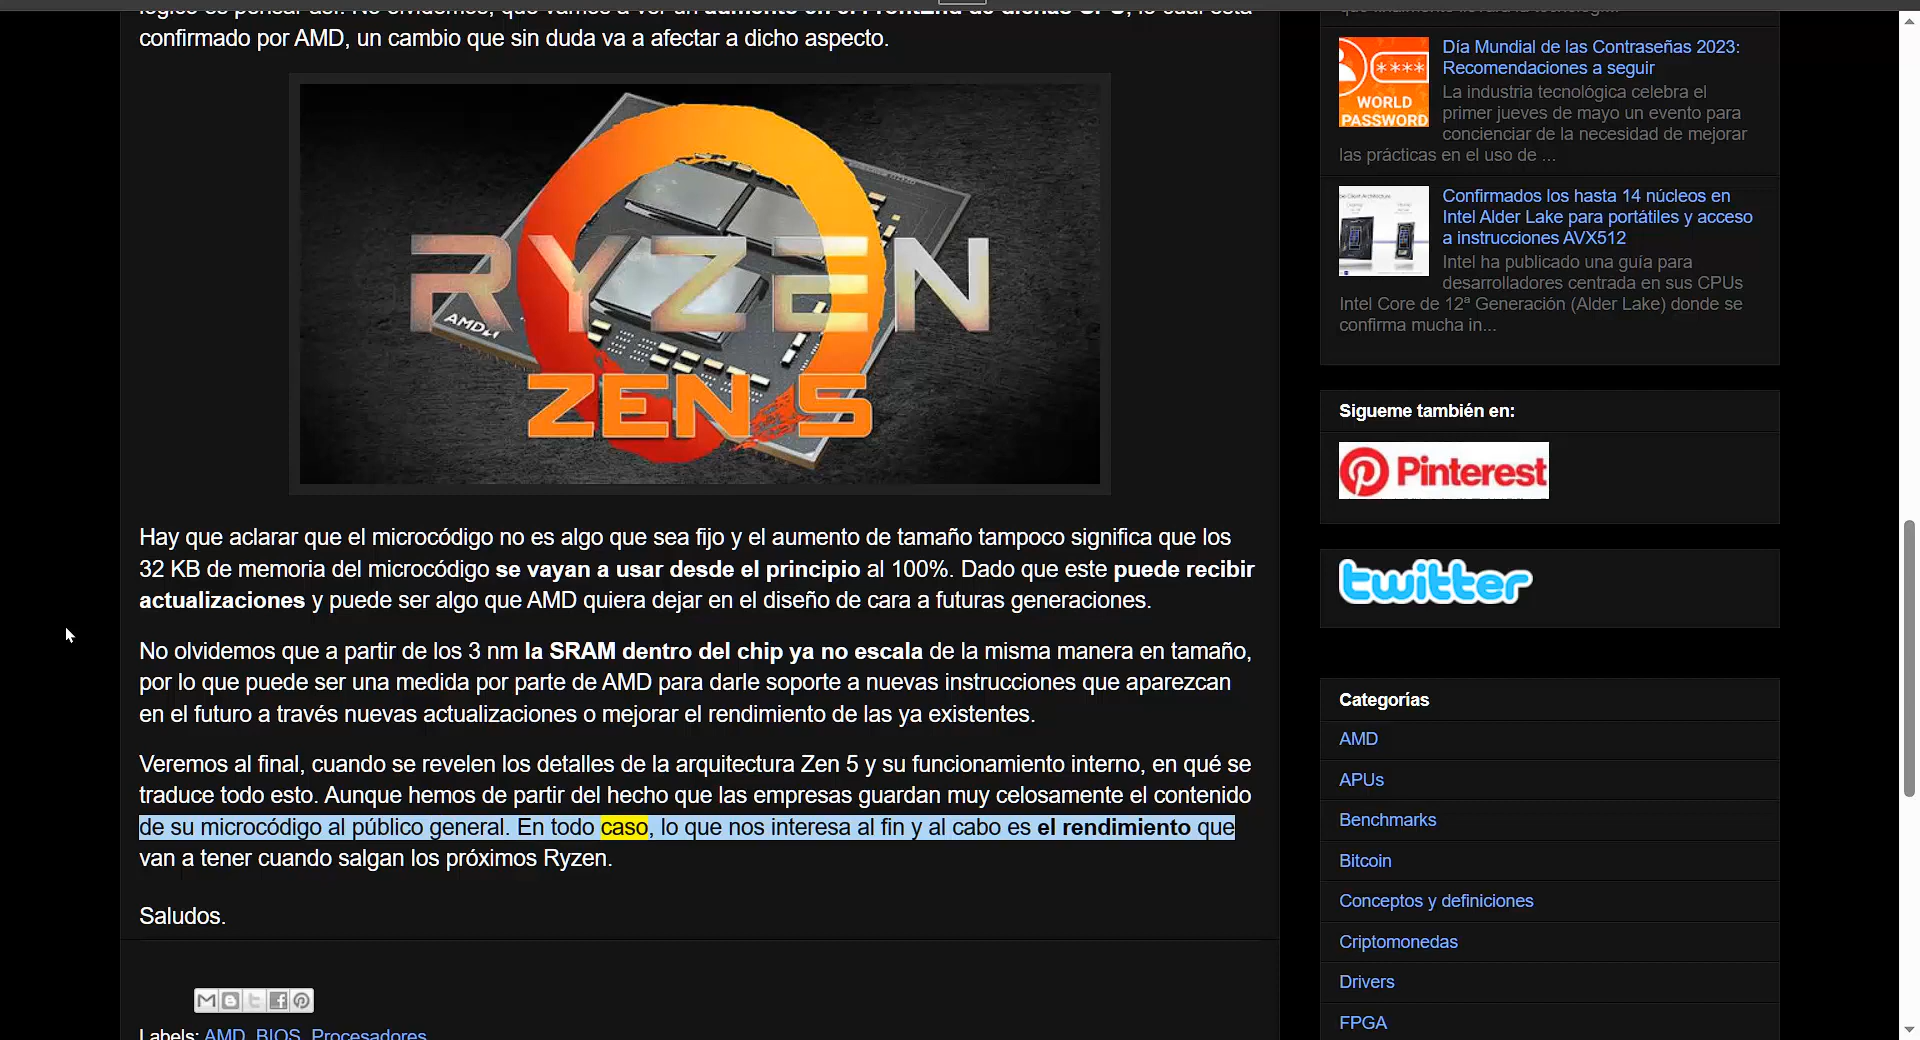 confirmado por AMD, un cambio que sin duda va a afectar a dicho aspecto.
AMD
RYZEN
ZEN 5
Hay que aclarar que el microcódigo no es algo que sea fijo y el aumento de tamaño tampoco significa que los
32 KB de memoria del microcódigo se vayan a usar desde el principio al 100%. Dado que este puede recibir
actualizaciones y puede ser algo que AMD quiera dejar en el diseño de cara a futuras generaciones.
No olvidemos que a partir de los 3 nm la SRAM dentro del chip ya no escala de la misma manera en tamaño,
por lo que puede ser una medida por parte de AMD para darle soporte a nuevas instrucciones que aparezcan
en el futuro a través nuevas actualizaciones o mejorar el rendimiento de las ya existentes.
Veremos al final, cuando se revelen los detalles de la arquitectura Zen 5 y su funcionamiento interno, en qué se
traduce todo esto. Aunque hemos de partir del hecho que las empresas guardan muy celosamente el contenido
de su microcódigo al público general. En todo caso, lo que nos interesa al fin y al cabo es el rendimiento que
van a tener cuando salgan los próximos Ryzen.
Saludos.
Labels: AMD, BIOS, Procesadores
****
WORLD
PASSWORD
Día Mundial de las Contraseñas 2023:
Recomendaciones a seguir
La industria tecnológica celebra el
primer jueves de mayo un evento para
concienciar de la necesidad de mejorar
las prácticas en el uso de ...
Confirmados los hasta 14 núcleos en
Intel Alder Lake para portátiles y acceso
a instrucciones AVX512
Intel ha publicado una guía para
desarrolladores centrada en sus CPUs
Intel Core de 12ª Generación (Alder Lake) donde se
confirma mucha in...
Sigueme también en:
Pinterest
twitter
Categorías
AMD
APUs
Benchmarks
Bitcoin
Conceptos y definiciones
Criptomonedas
Drivers
FPGA